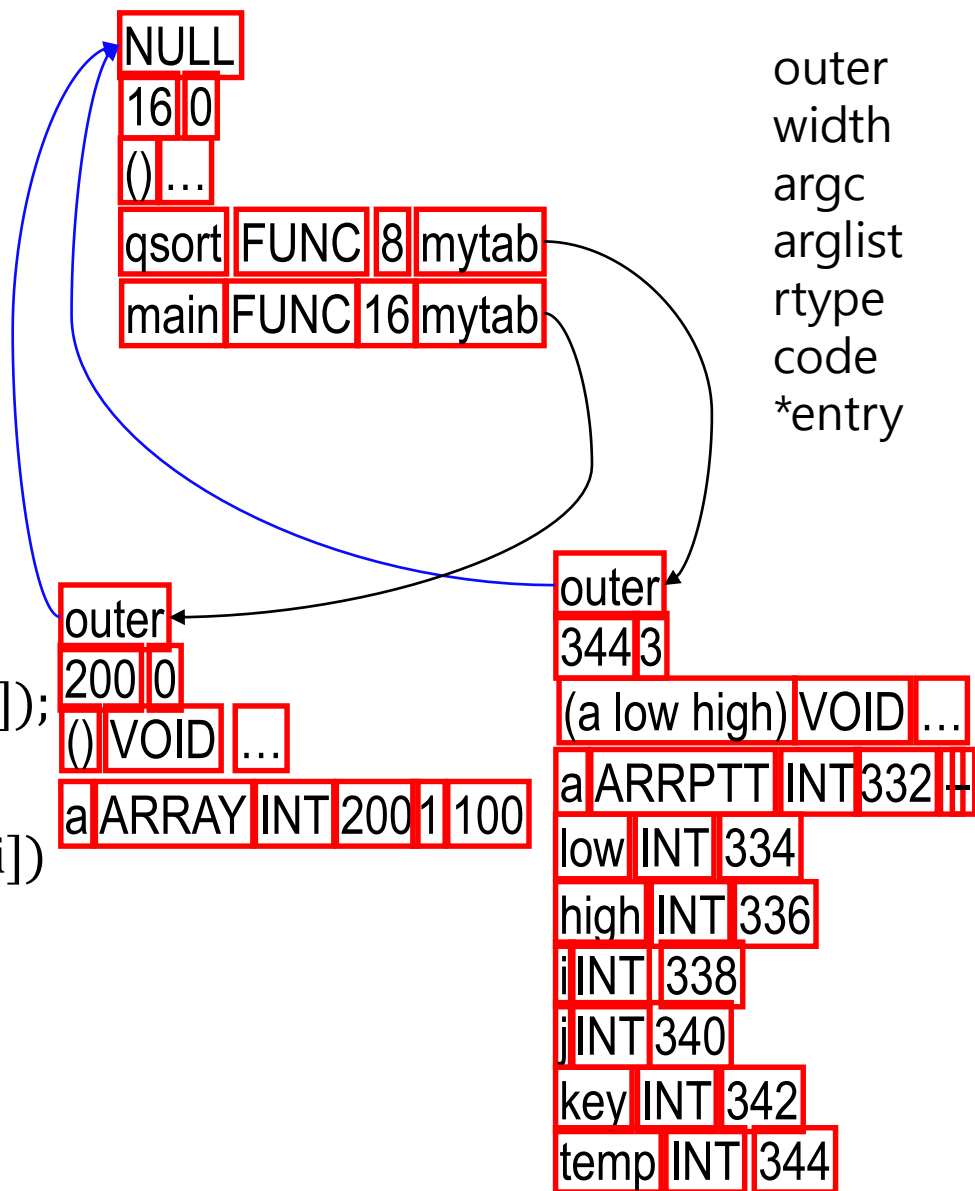 NULL
16 0
() …
qsort FUNC 8 mytab
main FUNC 16 mytab
outer
width
argc
arglist
rtype
code
*entry
outer
200 0
() VOID …
a ARRAY INT 200 1 100
]);
i])
outer
344 3
(a low high) VOID …
a ARRPTT INT 332 – –
low INT 334
high INT 336
i INT 338
j INT 340
key INT 342
temp INT 344